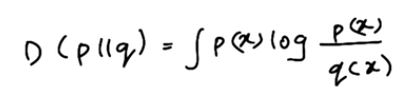 D(p||q) = ∫ p(x) log p(x)/q(x)